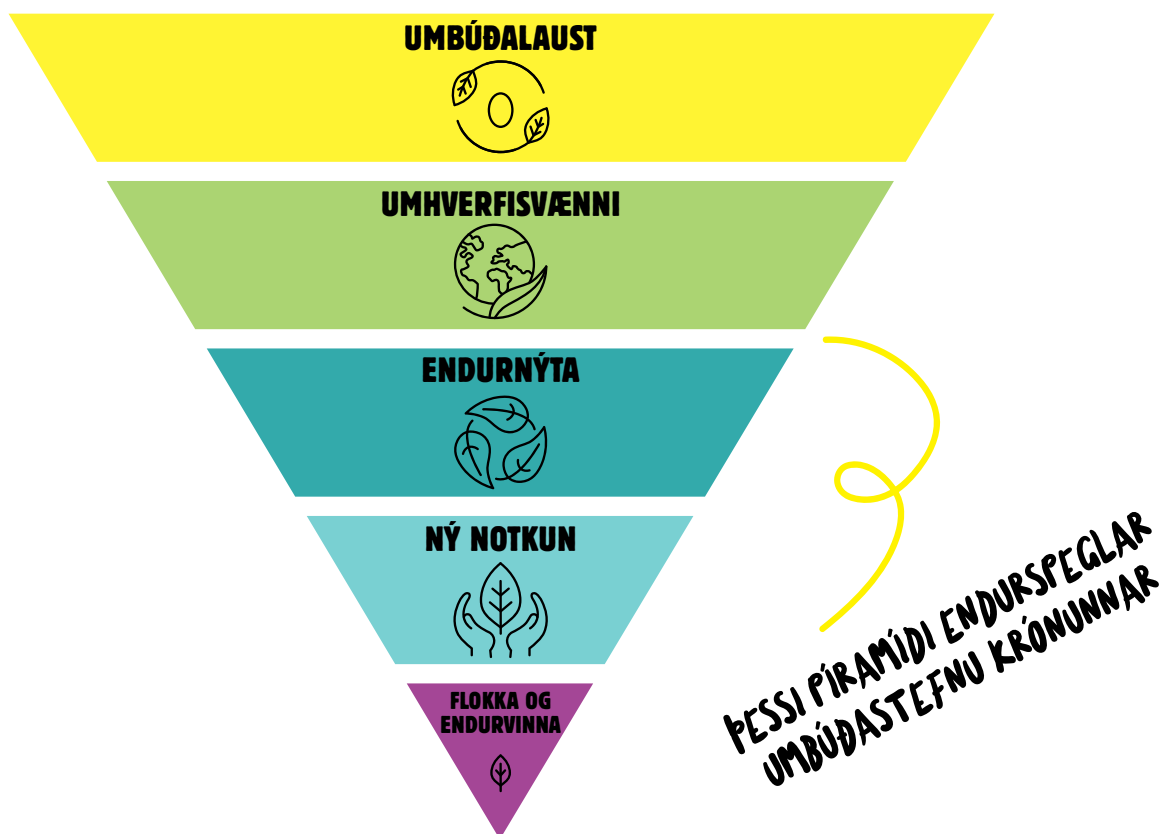 UMBÚÐALAUST
UMHVERFISVÆNNI
ENDURNÝTA
NÝ NOTKUN
FLOKKA OG
ENDURVINNA
ÞESSI PÍRAMÍDI ENDURSPEGLAR
UMBÚÐASTEFNU KRÓNUNNAR